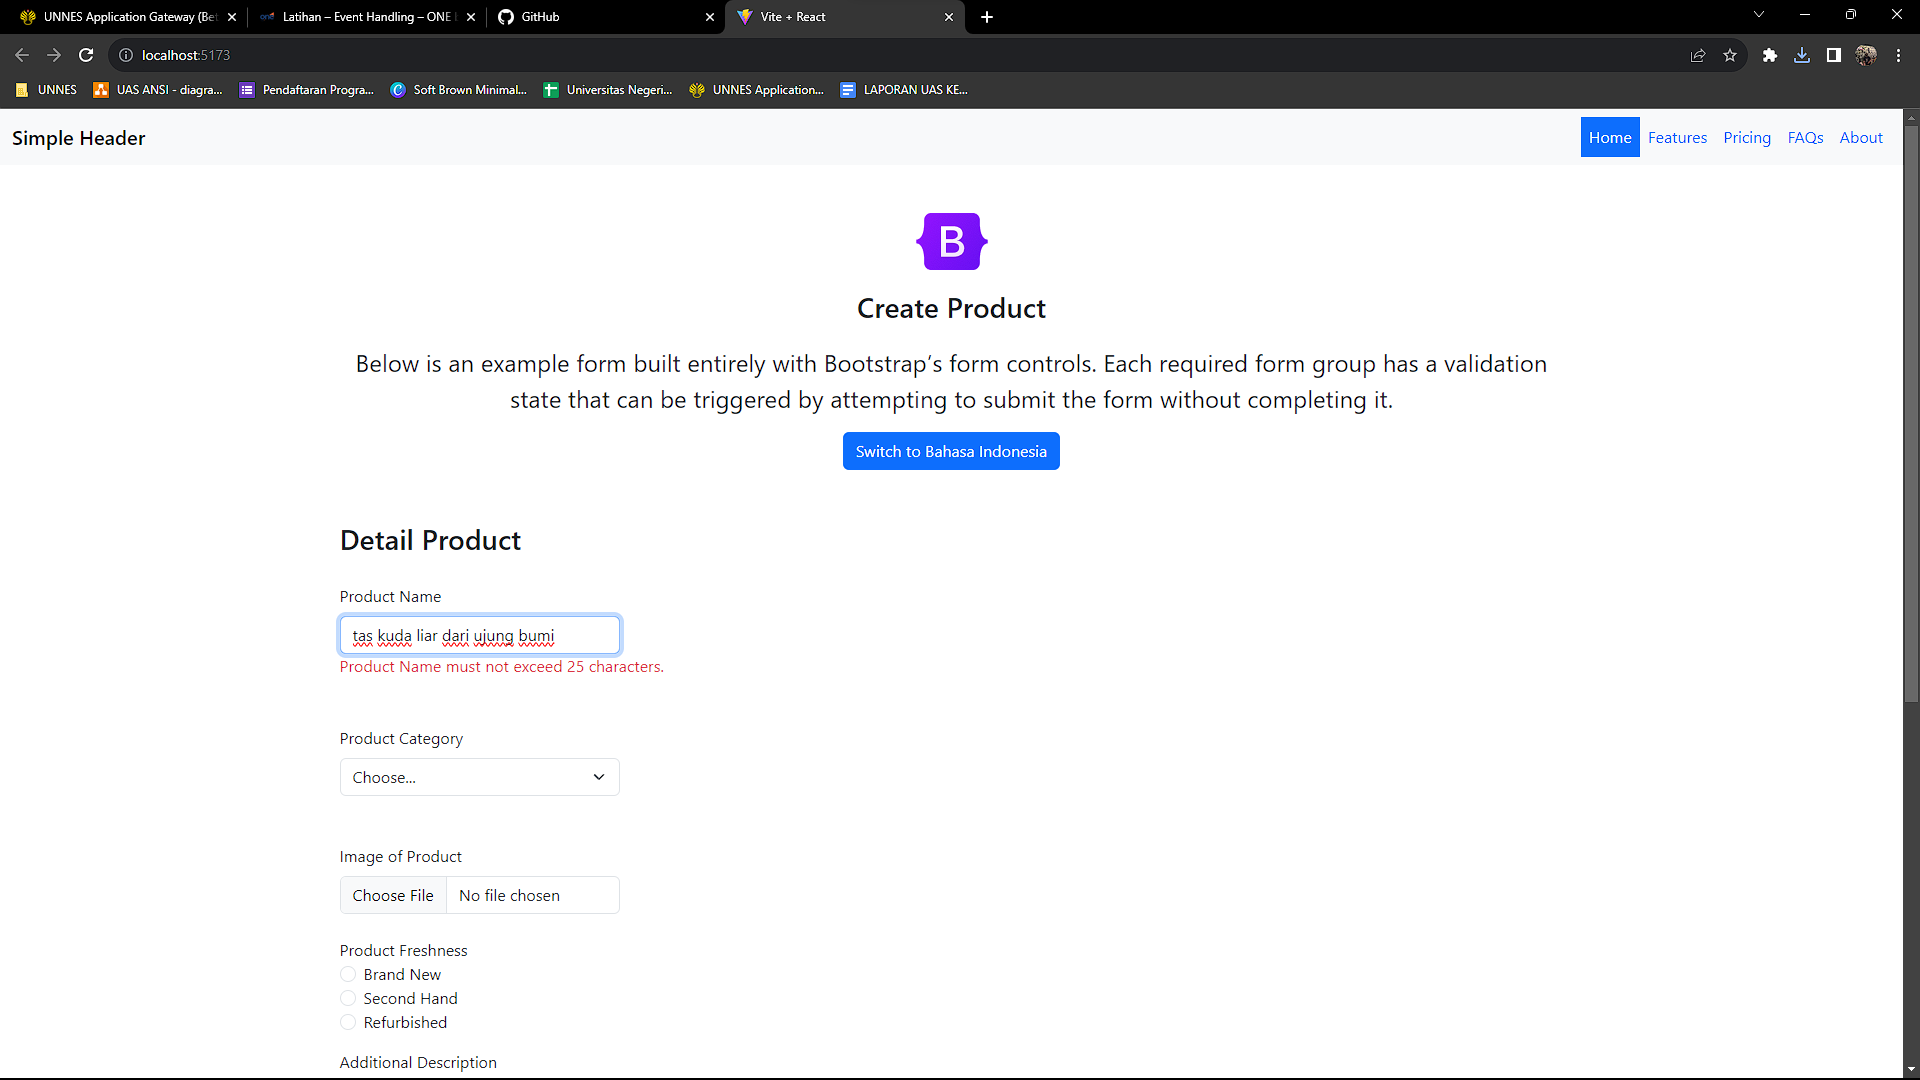 UNNES Application Gateway (Bet
Latihan – Event Handling – ONE
GitHub
Vite + React
localhost:5173
UNNES
UAS ANSI - diagra...
Pendaftaran Progra...
Soft Brown Minimal...
Universitas Negeri...
UNNES Application...
LAPORAN UAS KE...
Simple Header
Home
Features
Pricing
FAQs
About
B
Create Product
Below is an example form built entirely with Bootstrap’s form controls. Each required form group has a validation
state that can be triggered by attempting to submit the form without completing it.
Switch to Bahasa Indonesia
Detail Product
Product Name
tas kuda liar dari ujung bumi
Product Name must not exceed 25 characters.
Product Category
Choose...
Image of Product
Choose File
No file chosen
Product Freshness
Brand New
Second Hand
Refurbished
Additional Description